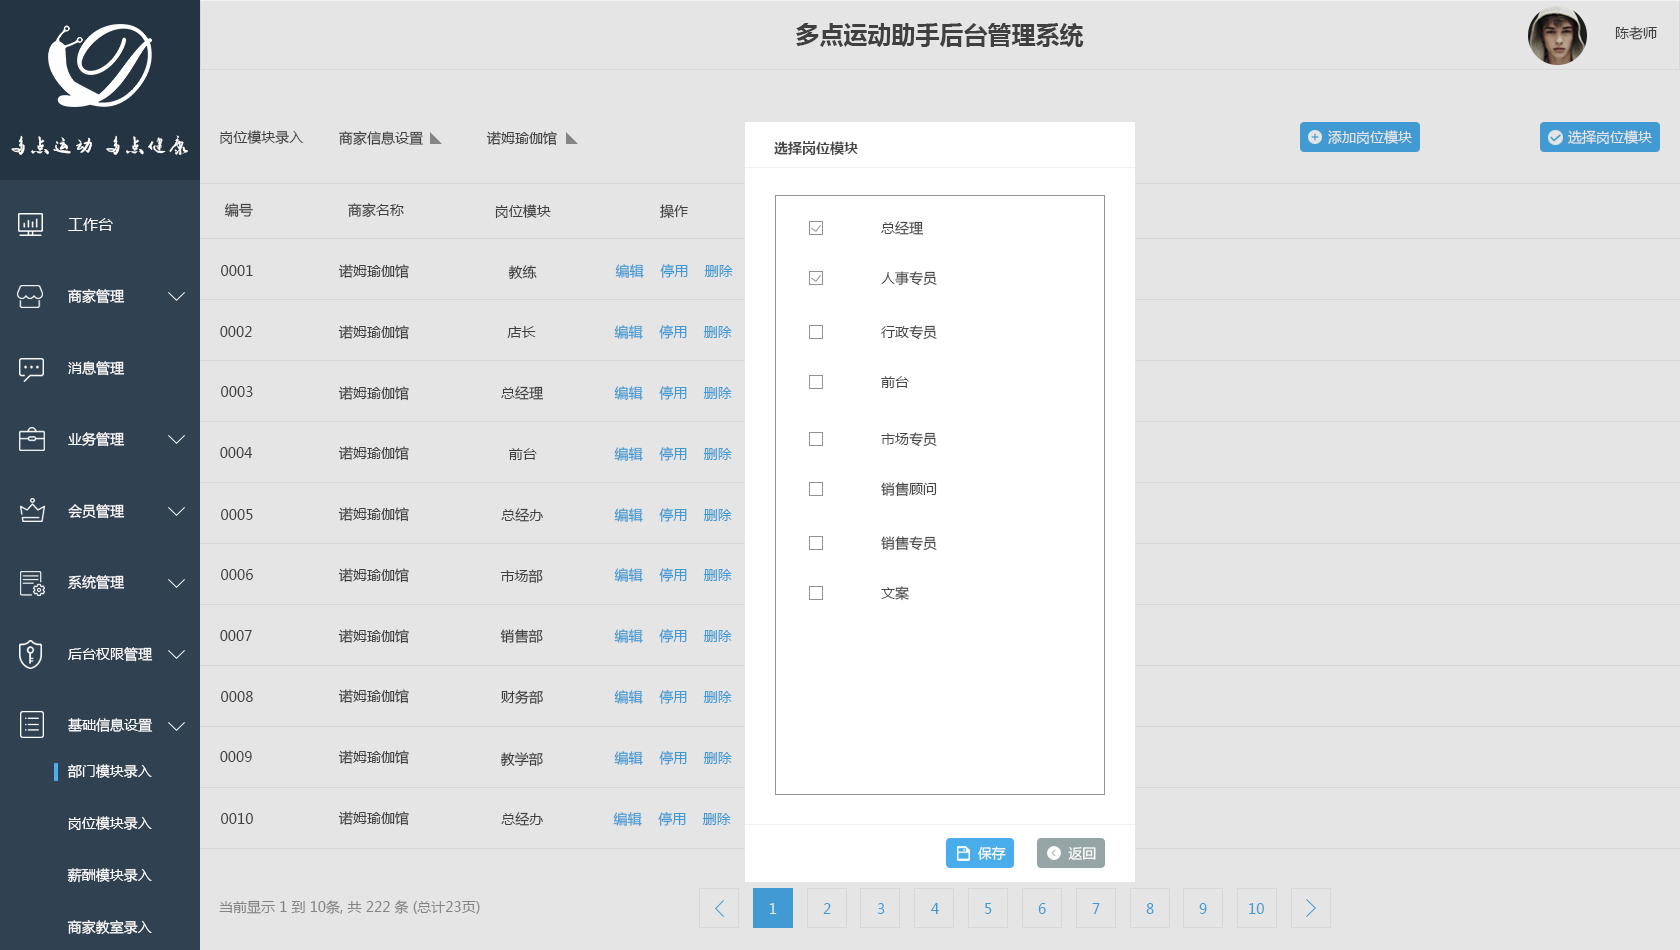 多点运动 多点健康
工作台
商家管理
消息管理
业务管理
会员管理
系统管理
后台权限管理
基础信息设置
部门模块录入
岗位模块录入
薪酬模块录入
商家教室录入
多点运动助手后台管理系统
陈老师
岗位模块录入 商家信息设置 诺姆瑜伽馆
添加岗位模块 选择岗位模块
编号 商家名称 岗位模块 操作
0001 诺姆瑜伽馆 教练 编辑 停用 删除
0002 诺姆瑜伽馆 店长 编辑 停用 删除
0003 诺姆瑜伽馆 总经理 编辑 停用 删除
0004 诺姆瑜伽馆 前台 编辑 停用 删除
0005 诺姆瑜伽馆 总经办 编辑 停用 删除
0006 诺姆瑜伽馆 市场部 编辑 停用 删除
0007 诺姆瑜伽馆 销售部 编辑 停用 删除
0008 诺姆瑜伽馆 财务部 编辑 停用 删除
0009 诺姆瑜伽馆 教学部 编辑 停用 删除
0010 诺姆瑜伽馆 总经办 编辑 停用 删除
选择岗位模块
总经理
人事专员
行政专员
前台
市场专员
销售顾问
销售专员
文案
保存 返回
当前显示 1 到 10条, 共 222 条 (总计23页)
1 2 3 4 5 6 7 8 9 10